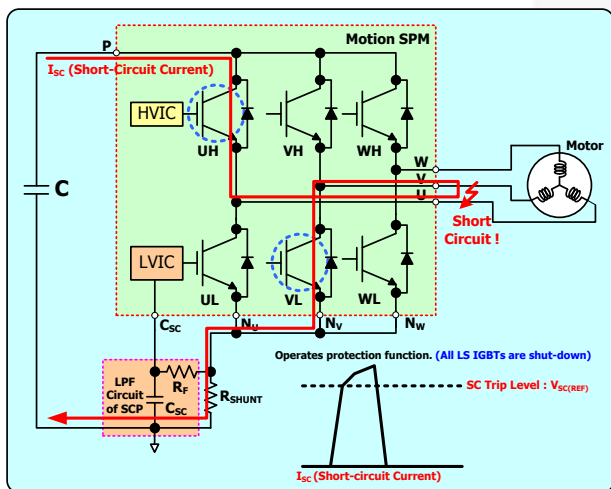 P
Motion SPM
ISC (Short-Circuit Current)
HVIC
UH
VH
WH
Motor
W
V
U
C
Short
Circuit !
LVIC
UL
VL
WL
CSC
NU
NV
NW
Operates protection function. (All LS IGBTs are shut-down)
LPF
Circuit
of SCP
RF
CSC
RSHUNT
SC Trip Level : VSC(REF)
ISC (Short-circuit Current)